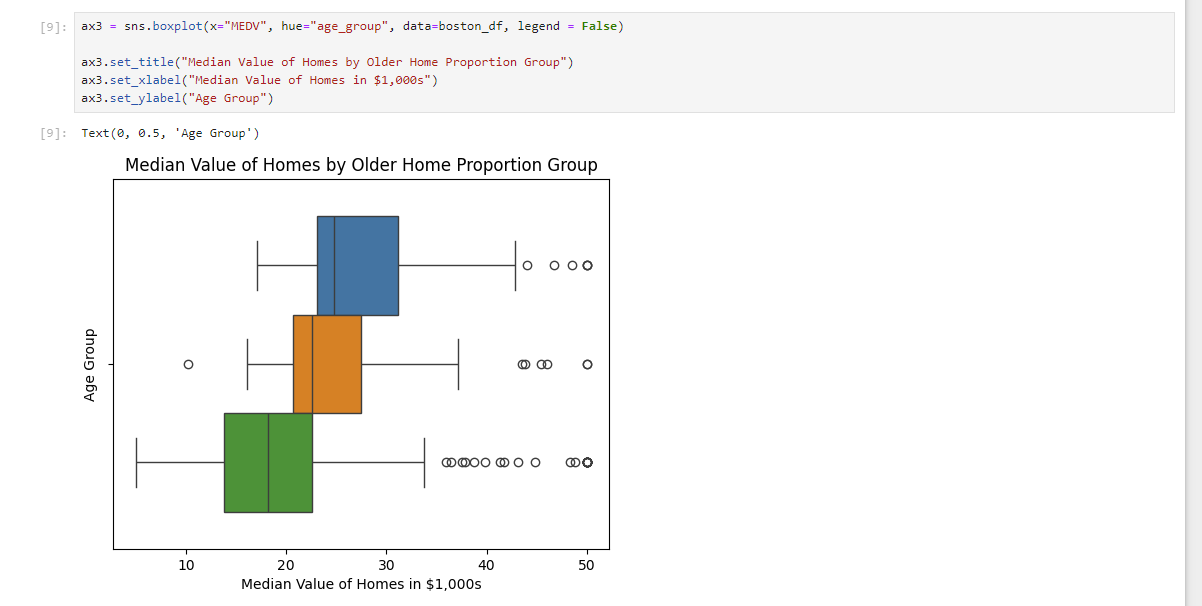 [9]: ax3 = sns.boxplot(x="MEDV", hue="age_group", data=boston_df, legend = False)
ax3.set_title("Median Value of Homes by Older Home Proportion Group")
ax3.set_xlabel("Median Value of Homes in $1,000s")
ax3.set_ylabel("Age Group")
[9]: Text(0, 0.5, 'Age Group')
Median Value of Homes by Older Home Proportion Group
Age Group
10 20 30 40 50
Median Value of Homes in $1,000s